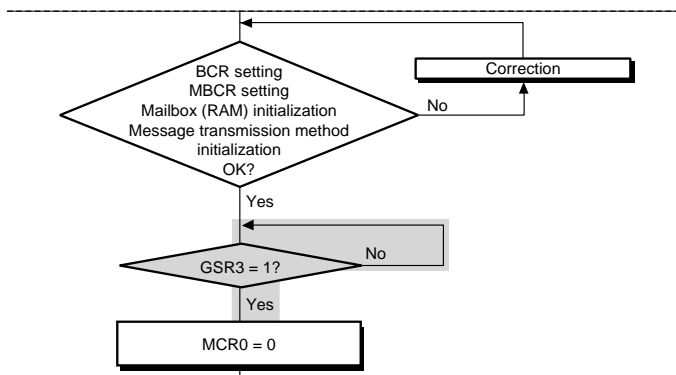 BCR setting
MBCR setting
Mailbox (RAM) initialization
Message transmission method
initialization
OK?
Correction
No
Yes
GSR3 = 1?
No
Yes
MCR0 = 0